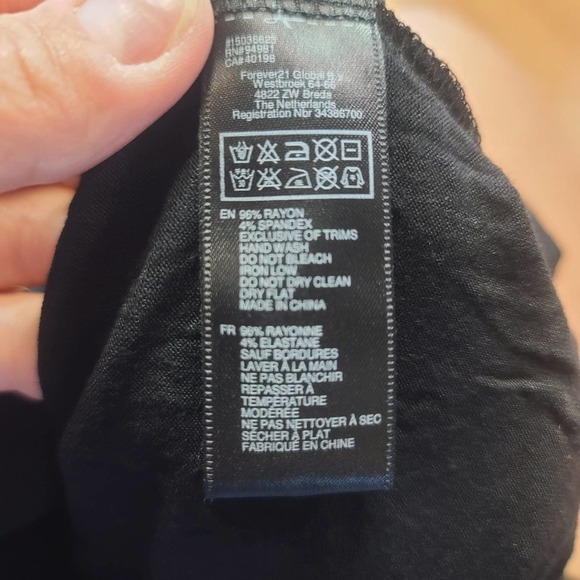 #15036625
RN#94981
CA#40198
Forever21 Global B.v
Westbroek 64-66
4822 ZW Breda
The Netherlands
Registration Nbr 34386700
EN 96% RAYON
4% SPANDEX
EXCLUSIVE OF TRIMS
HAND WASH
DO NOT BLEACH
IRON LOW
DO NOT DRY CLEAN
DRY FLAT
MADE IN CHINA
FR 96% RAYONNE
4% ELASTANE
SAUF BORDURES
LAVER À LA MAIN
NE PAS BLANCHIR
REPASSER À
TEMPÉRATURE
MODÉRÉE
NE PAS NETTOYER À SEC
SÉCHER À PLAT
FABRIQUÉ EN CHINE